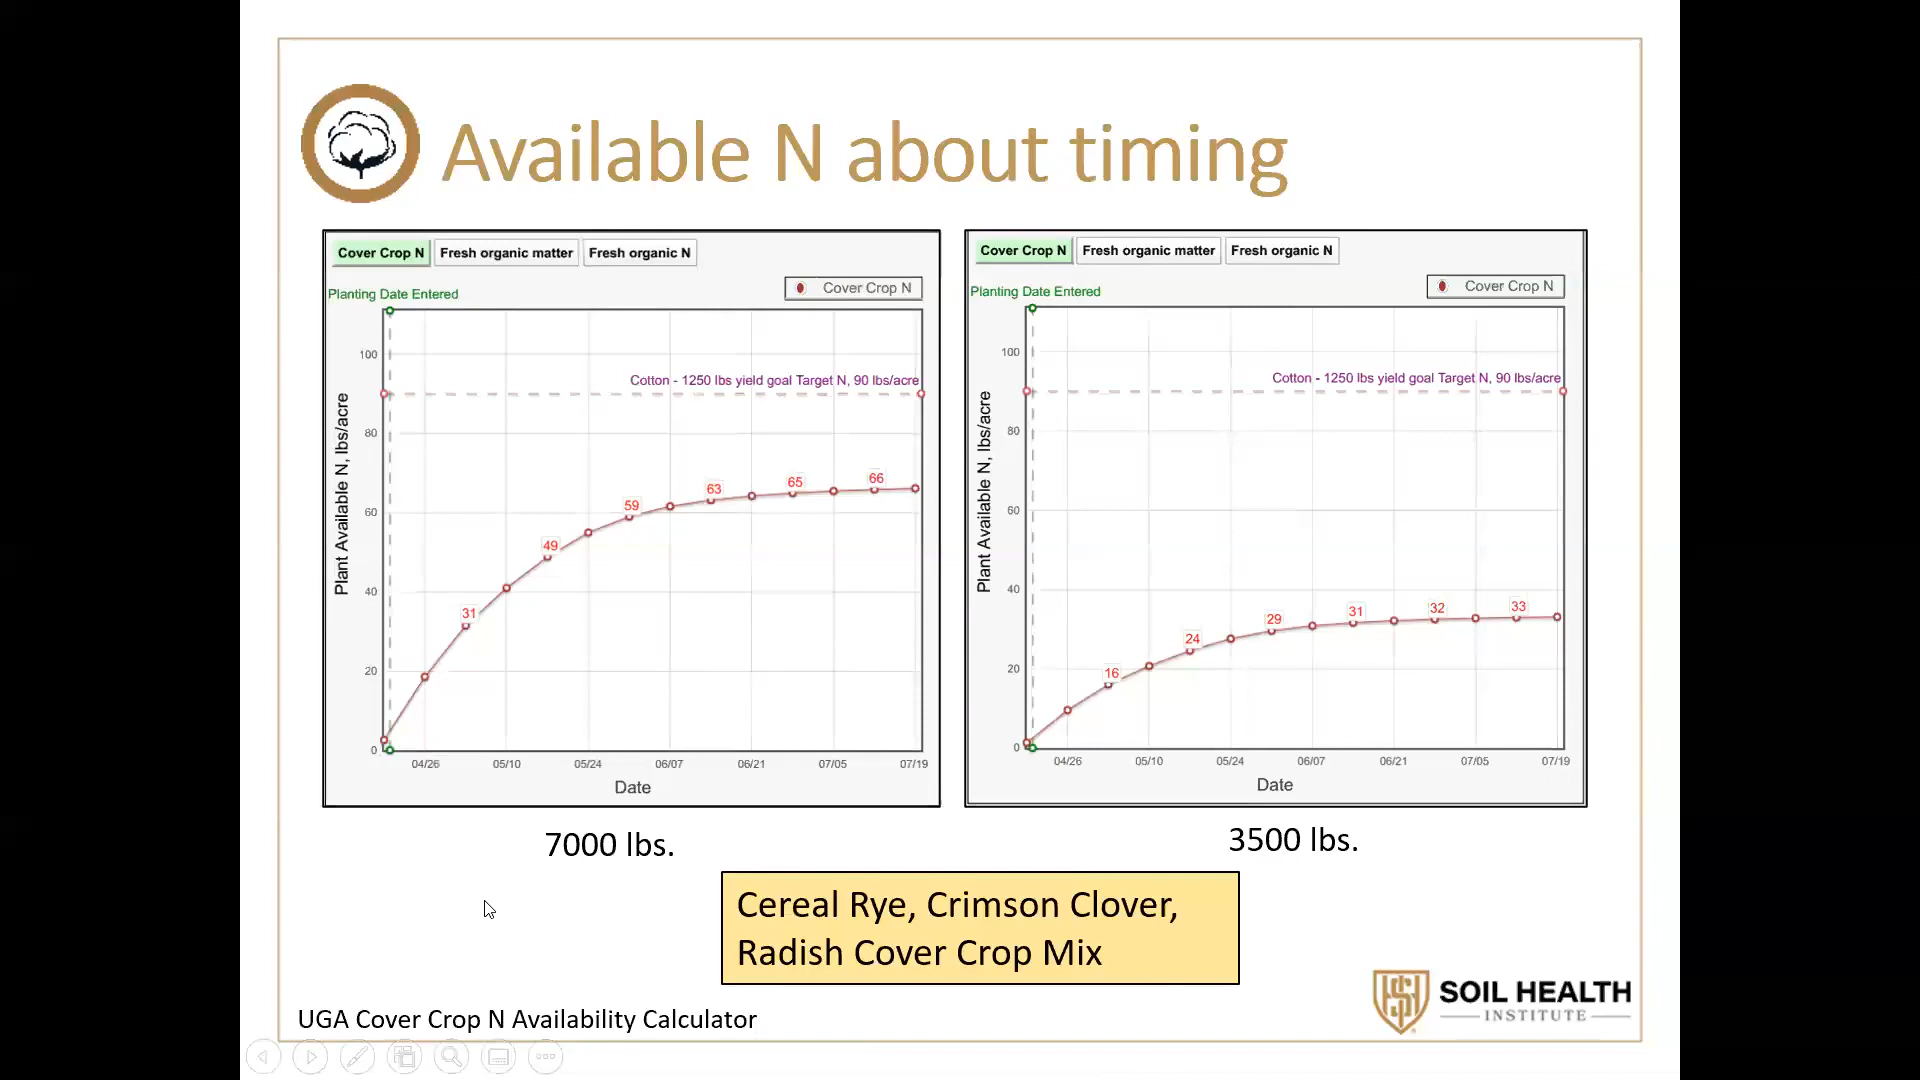 Available N about timing
Cover Crop N
Fresh organic matter
Fresh organic N
Cover Crop N
Planting Date Entered
Cotton - 1250 lbs yield goal Target N, 90 lbs/acre
Plant Available N, lbs/acre
100
80
60
40
20
0
31
49
59
63
65
66
04/26
05/10
05/24
06/07
06/21
07/05
07/19
Date
7000 lbs.
Cover Crop N
Fresh organic matter
Fresh organic N
Cover Crop N
Planting Date Entered
Cotton - 1250 lbs yield goal Target N, 90 lbs/acre
Plant Available N, lbs/acre
100
80
60
40
20
0
16
24
29
31
32
33
04/26
05/10
05/24
06/07
06/21
07/05
07/19
Date
3500 lbs.
Cereal Rye, Crimson Clover,
Radish Cover Crop Mix
UGA Cover Crop N Availability Calculator
SOIL HEALTH
INSTITUTE